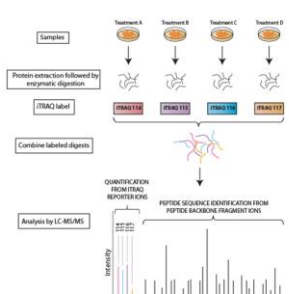 Treatment A Treatment B Treatment C Treatment D
Samples
Protein extraction followed by
enzymatic digestion
iTRAQ label
iTRAQ 114 iTRAQ 115 iTRAQ 116 iTRAQ 117
Combine labeled digests
QUANTIFICATION
FROM ITRAQ
REPORTER IONS
PEPTIDE SEQUENCE IDENTIFICATION FROM
PEPTIDE BACKBONE FRAGMENT IONS
Analysis by LC-MS/MS
Intensity